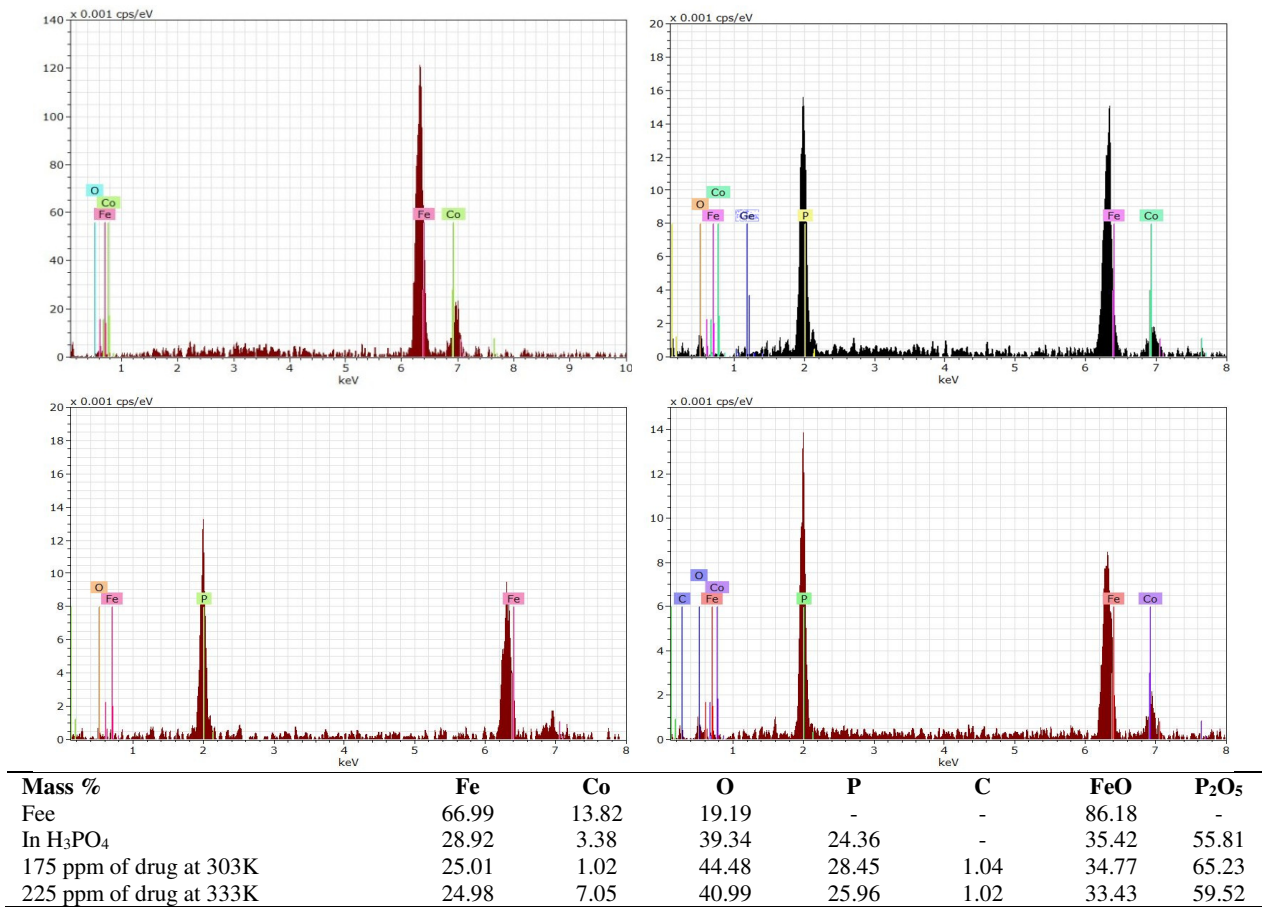 x 0.001 cps/eV
140
120
100
80
60
40
20
0
O
Co
Fe
Fe
Co
1 2 3 4 5 6 7 8 9 10
keV
x 0.001 cps/eV
20
18
16
14
12
10
8
6
4
2
0
Co
O
Fe
Ge
P
Fe
Co
1 2 3 4 5 6 7 8
keV
x 0.001 cps/eV
20
18
16
14
12
10
8
6
4
2
0
O
Fe
P
Fe
1 2 3 4 5 6 7 8
keV
x 0.001 cps/eV
14
12
10
8
6
4
2
0
O
Co
C
Fe
P
Fe
Co
1 2 3 4 5 6 7 8
keV
Mass % Fe Co O P C FeO P₂O₅
Fee 66.99 13.82 19.19 - - 86.18 -
In H₃PO₄ 28.92 3.38 39.34 24.36 - 35.42 55.81
175 ppm of drug at 303K 25.01 1.02 44.48 28.45 1.04 34.77 65.23
225 ppm of drug at 333K 24.98 7.05 40.99 25.96 1.02 33.43 59.52